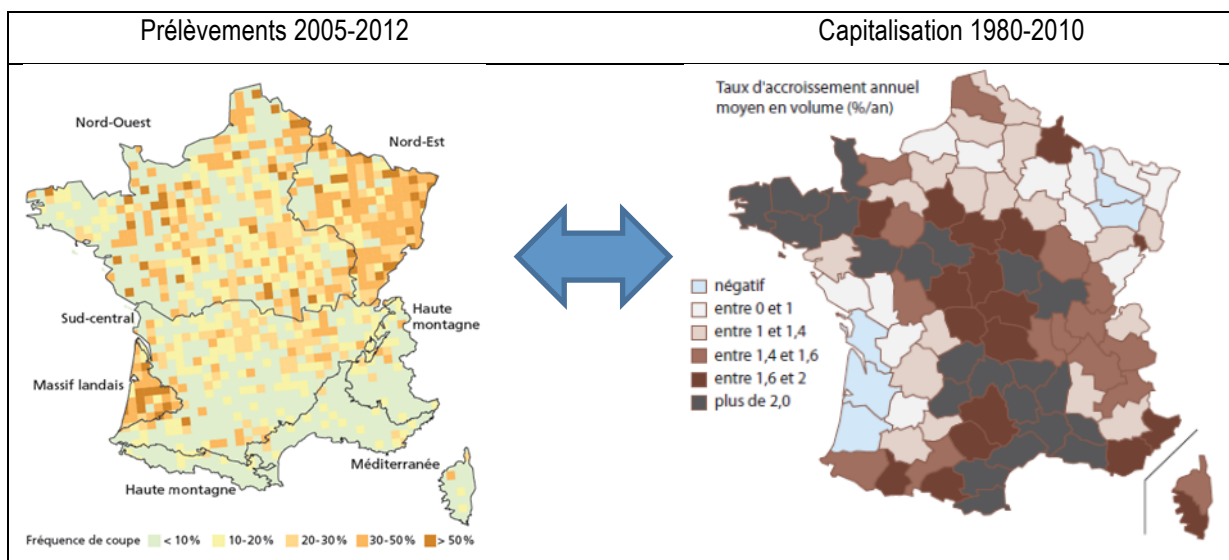 Prélèvements 2005-2012
Capitalisation 1980-2010
Nord-Ouest
Nord-Est
Sud-central
Haute
montagne
Massif landais
Méditerranée
Haute montagne
Fréquence de coupe < 10% 10-20% 20-30% 30-50% > 50%
Taux d'accroissement annuel
moyen en volume (%/an)
négatif
entre 0 et 1
entre 1 et 1,4
entre 1,4 et 1,6
entre 1,6 et 2
plus de 2,0